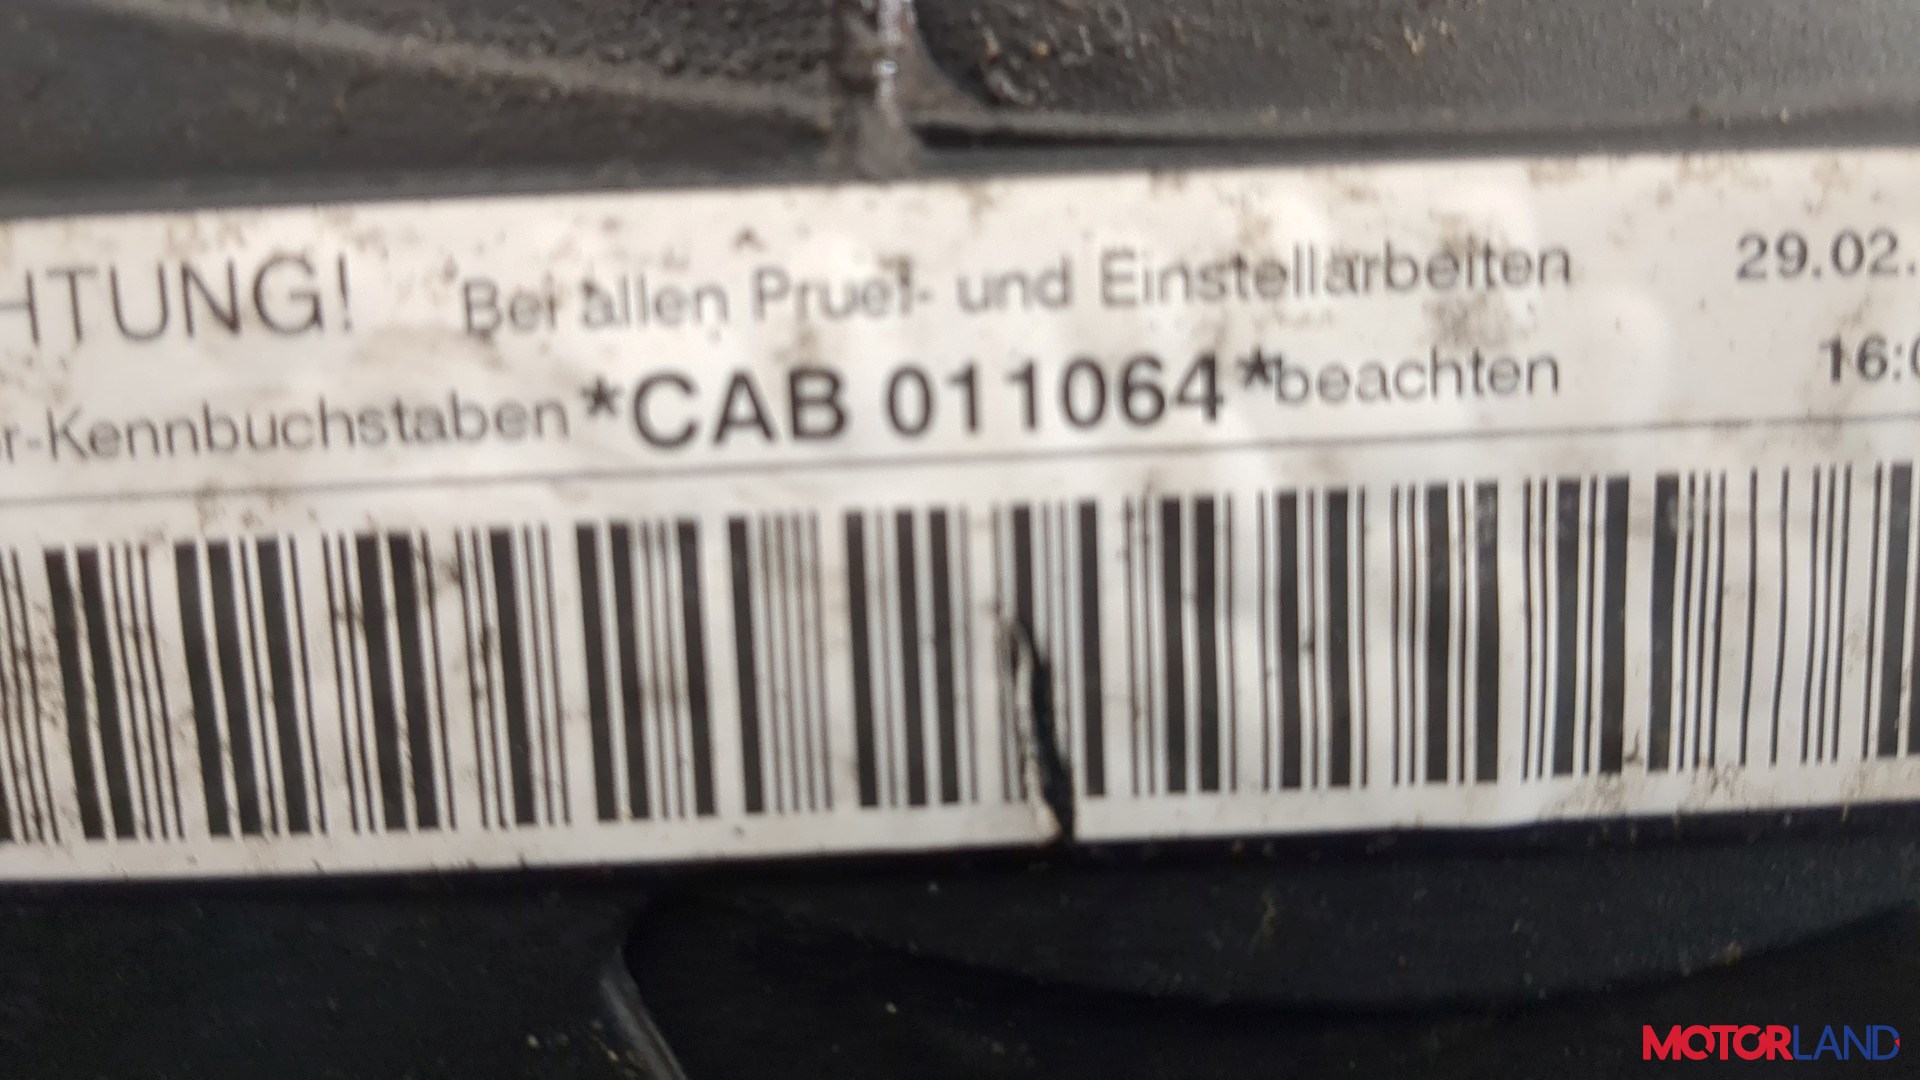 HTUNG! Bei allen Pruef- und Einstellarbeiten 29.02.
r-Kennbuchstaben *CAB 011064* beachten 16:0
MOTORLAND